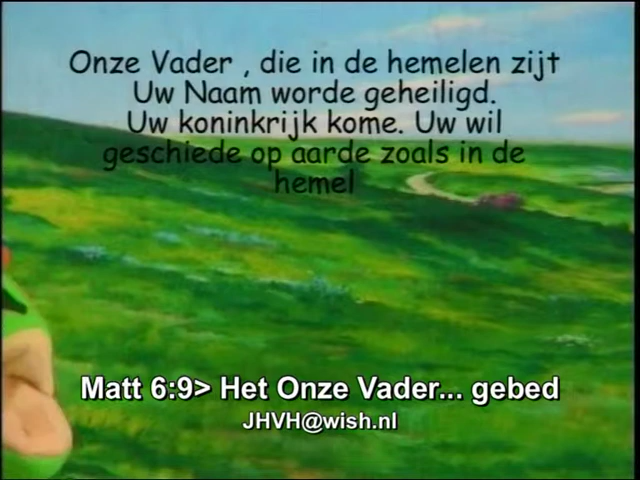 Onze Vader , die in de hemelen zijt
Uw Naam worde geheiligd.
Uw koninkrijk kome. Uw wil
geschiede op aarde zoals in de
hemel
Matt 6:9> Het Onze Vader... gebed
JHVH@wish.nl